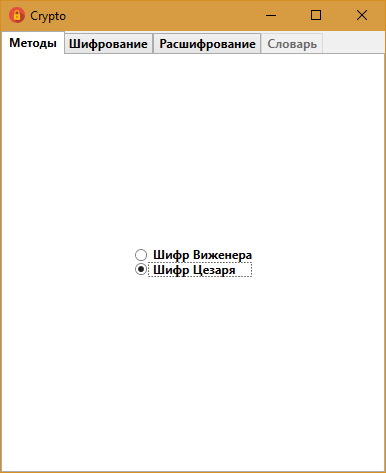 Crypto
Методы Шифрование Расшифрование Словарь
Шифр Виженера
Шифр Цезаря